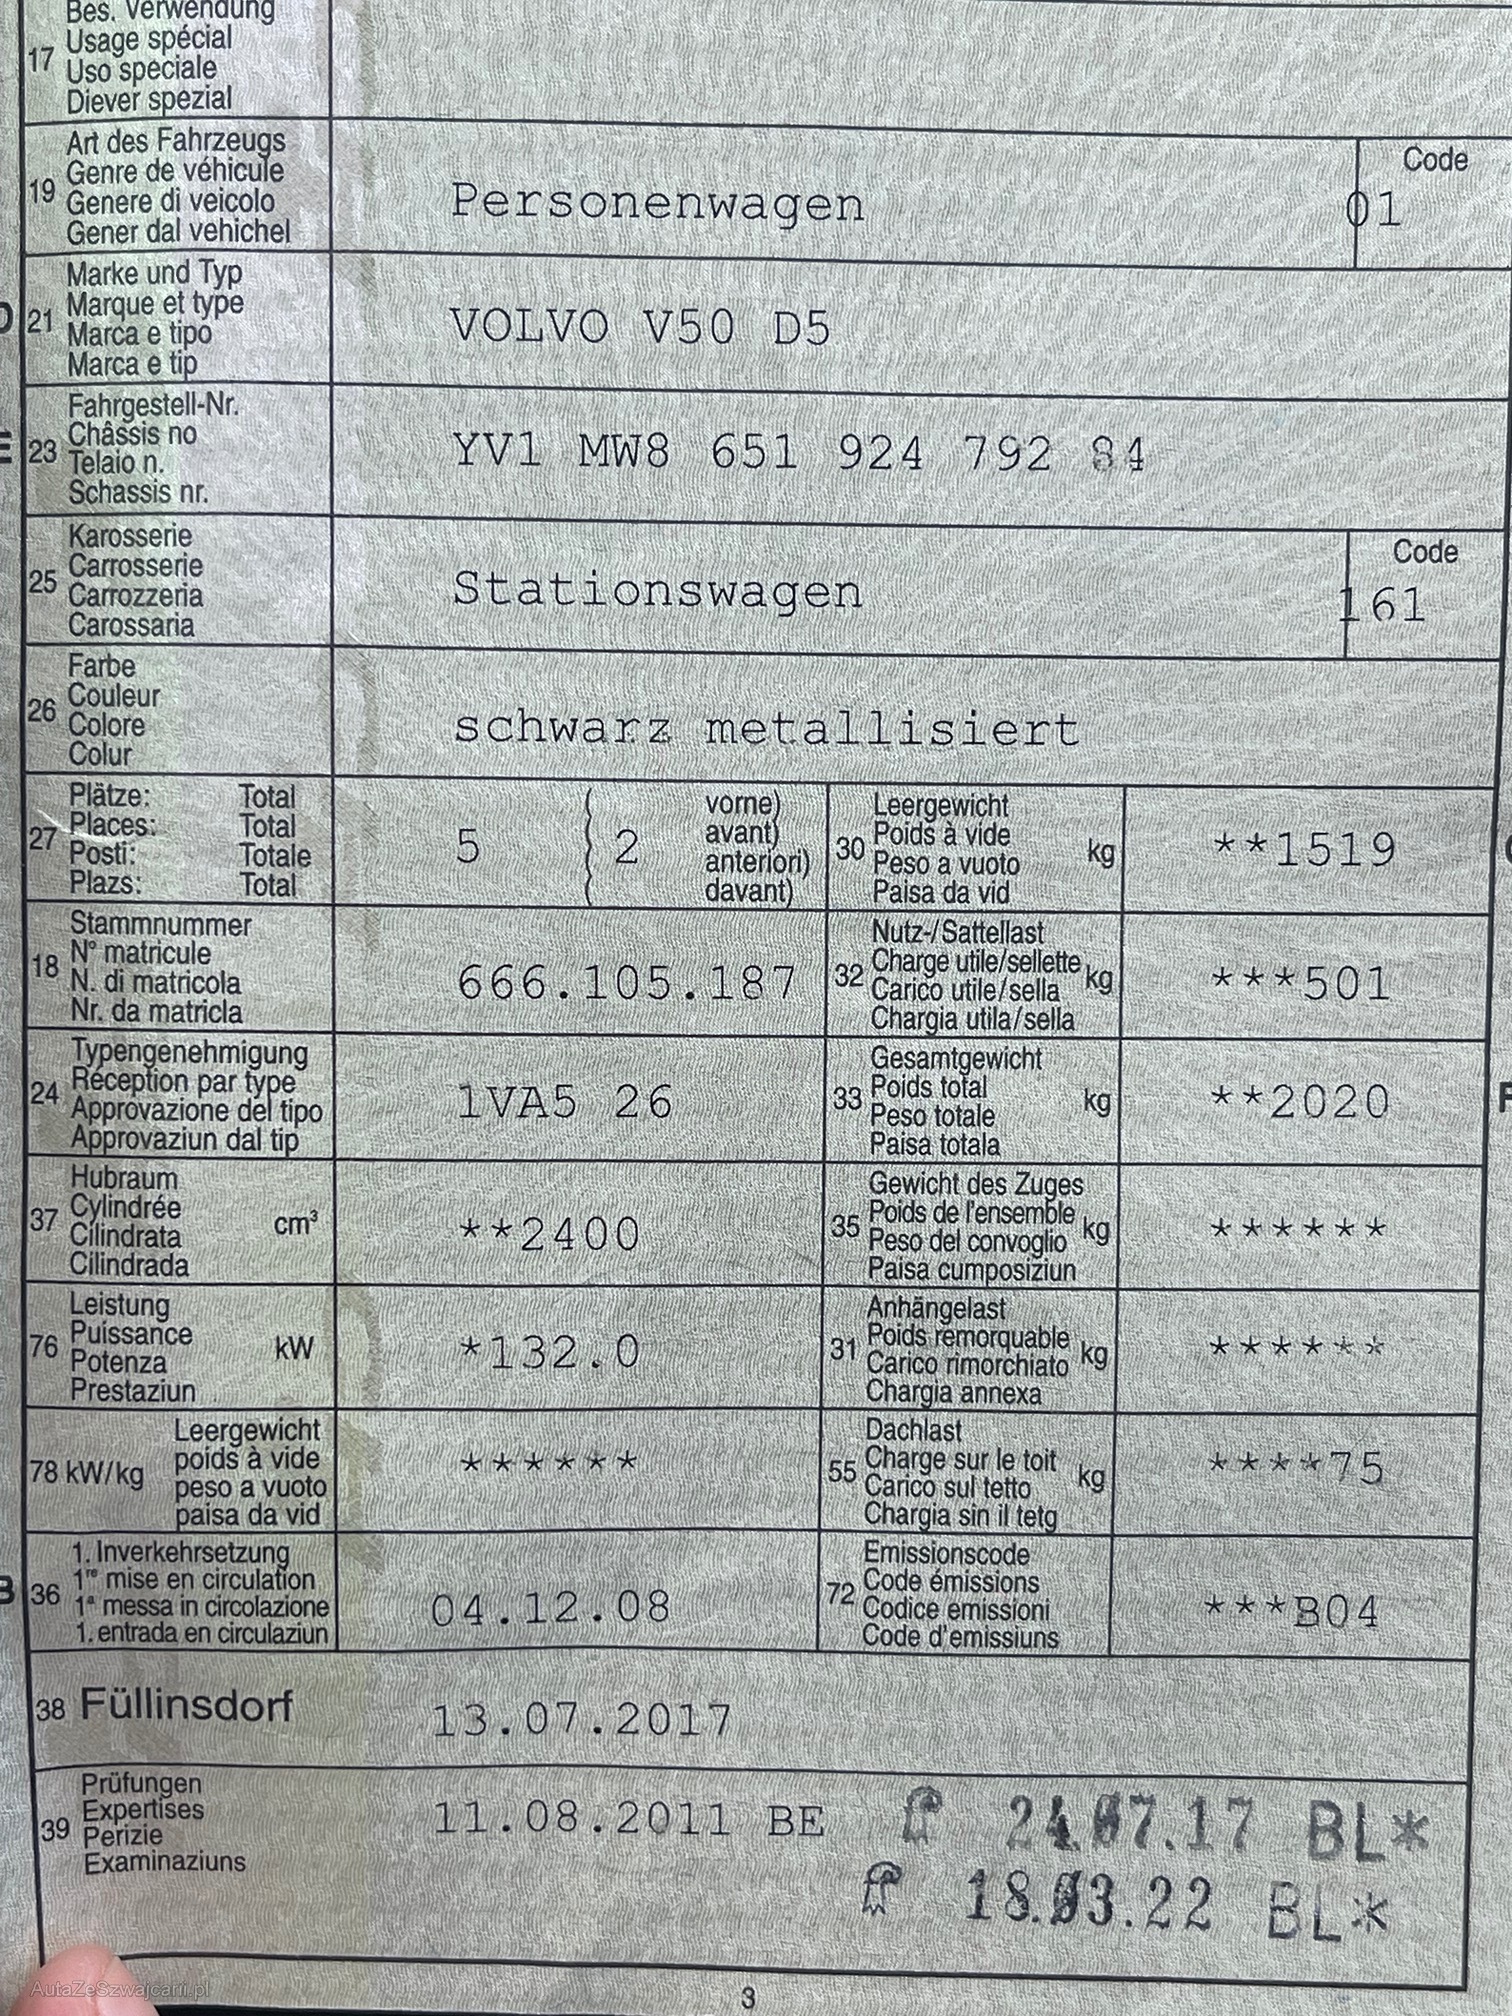 Bes. Verwendung
17 Usage spécial
Uso speciale
Diever spezial
Art des Fahrzeugs
19 Genre de véhicule
Genere di veicolo
Gener dal vehichel
Personenwagen
Code
01
Marke und Typ
D 21 Marque et type
Marca e tipo
Marca e tip
VOLVO V50 D5
Fahrgestell-Nr.
E 23 Châssis no
Telaio n.
Schassis nr.
YV1 MW8 651 924 792 84
Karosserie
25 Carrosserie
Carrozzeria
Carossaria
Stationswagen
Code
161
Farbe
26 Couleur
Colore
Colur
schwarz metallisiert
Plätze: Total
27 Places: Total
Posti: Totale
Plazs: Total
5 { 2
vorne)
avant)
anteriori)
davant)
Leergewicht
30 Poids à vide kg
Peso a vuoto
Paisa da vid
**1519
Stammnummer
18 N° matricule
N. di matricola
Nr. da matricla
666.105.187
Nutz-/Sattellast
32 Charge utile/sellette kg
Carico utile/sella
Chargia utila/sella
***501
Typengenehmigung
24 Réception par type
Approvazione del tipo
Approvaziun dal tip
1VA5 26
Gesamtgewicht
33 Poids total kg
Peso totale
Paisa totala
**2020
Hubraum
37 Cylindrée cm³
Cilindrata
Cilindrada
**2400
Gewicht des Zuges
35 Poids de l'ensemble kg
Peso del convoglio
Paisa cumposiziun
******
Leistung
76 Puissance kW
Potenza
Prestaziun
*132.0
Anhängelast
31 Poids remorquable kg
Carico rimorchiato
Chargia annexa
******
Leergewicht
78 kW/kg poids à vide
peso a vuoto
paisa da vid
******
Dachlast
55 Charge sur le toit kg
Carico sul tetto
Chargia sin il tetg
****75
1. Inverkehrsetzung
B 36 1re mise en circulation
1a messa in circolazione
1. entrada en circulaziun
04.12.08
Emissionscode
72 Code émissions
Codice emissioni
Code d'emissiuns
***B04
38 Füllinsdorf 13.07.2017
Prüfungen
39 Expertises
Perizie
Examinaziuns
11.08.2011 BE
07.17 BL*
18.03.22 BL*
AutaZeSzwajcarii.pl
3